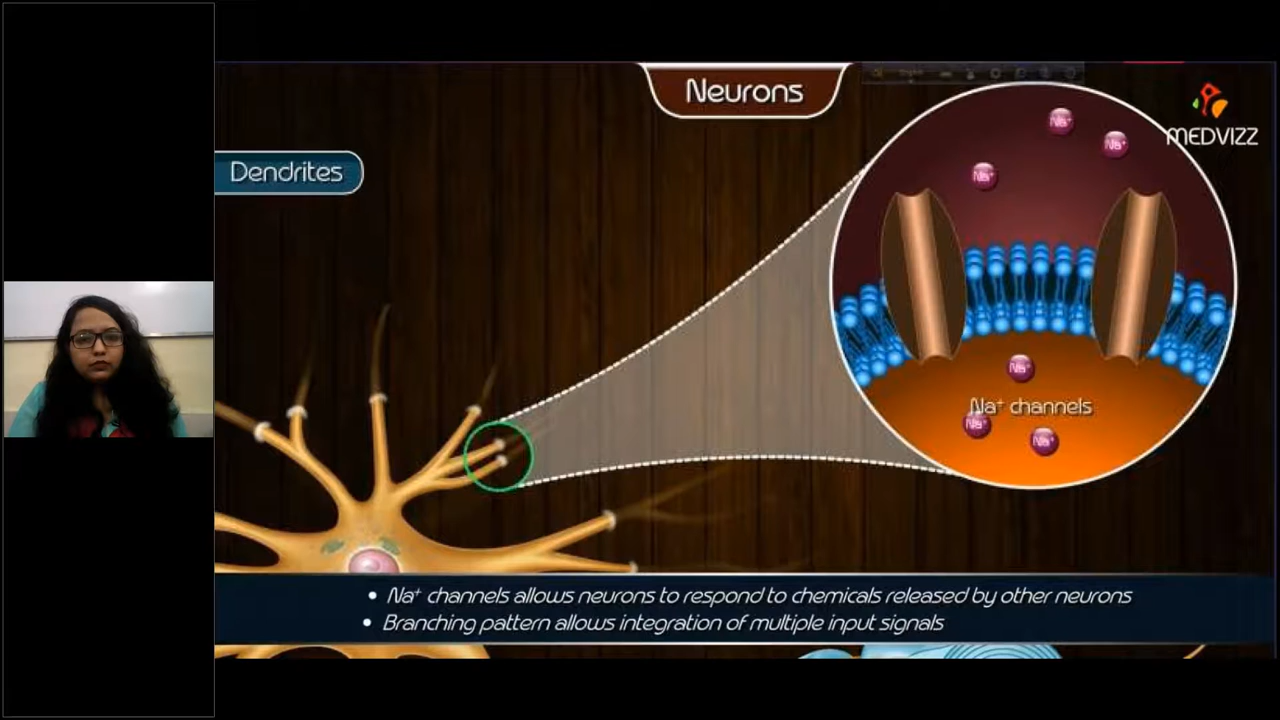 Neurons
MEDVIZZ
Dendrites
Na⁺
Na⁺
Na⁺
Na⁺
Na⁺ channels
Na⁺
Na⁺
• Na⁺ channels allows neurons to respond to chemicals released by other neurons
• Branching pattern allows integration of multiple input signals